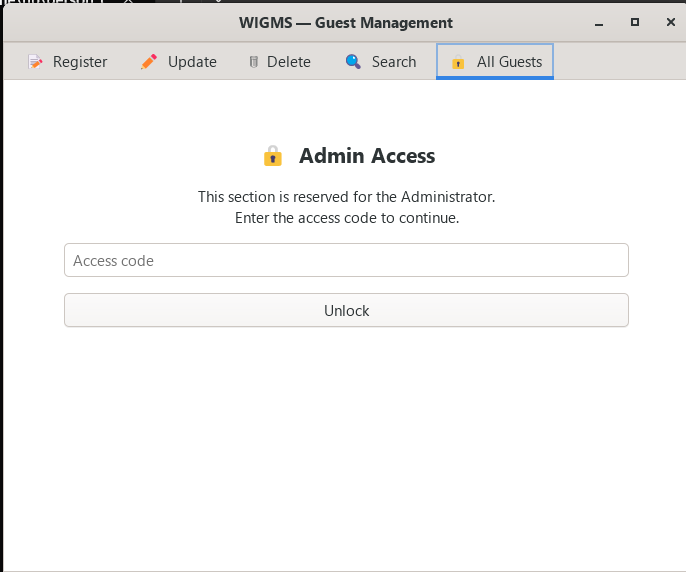 WIGMS — Guest Management
Register Update Delete Search All Guests
Admin Access
This section is reserved for the Administrator.
Enter the access code to continue.
Access code
Unlock